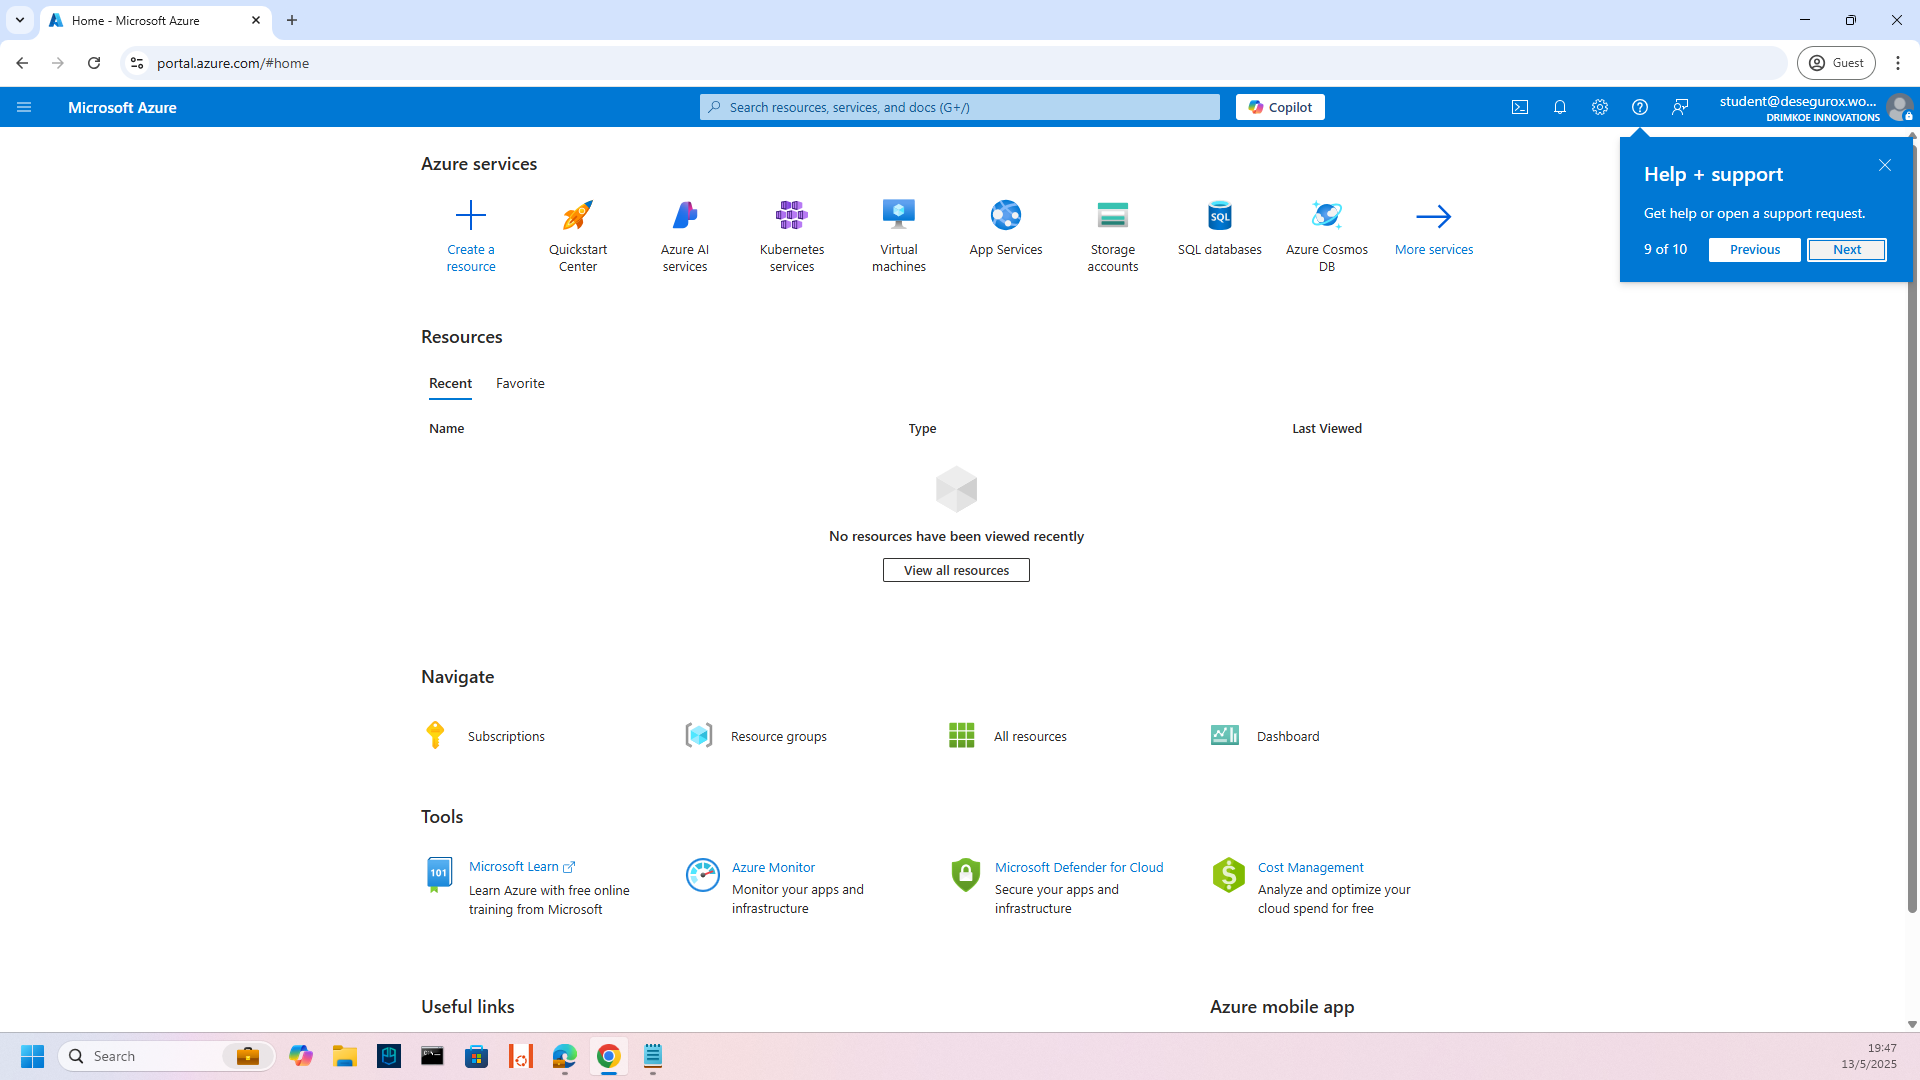 Home - Microsoft Azure
portal.azure.com/#home
Guest
Microsoft Azure
Search resources, services, and docs (G+/)
Copilot
student@desegurox.wo...
DRIMKOE INNOVATIONS
Help + support
Get help or open a support request.
9 of 10
Previous
Next
Azure services
Create a resource
Quickstart Center
Azure AI services
Kubernetes services
Virtual machines
App Services
Storage accounts
SQL
SQL databases
Azure Cosmos DB
More services
Resources
Recent
Favorite
Name
Type
Last Viewed
No resources have been viewed recently
View all resources
Navigate
Subscriptions
Resource groups
All resources
Dashboard
Tools
101
Microsoft Learn
Learn Azure with free online
training from Microsoft
Azure Monitor
Monitor your apps and
infrastructure
Microsoft Defender for Cloud
Secure your apps and
infrastructure
Cost Management
Analyze and optimize your
cloud spend for free
Useful links
Azure mobile app
Search
19:47
13/5/2025